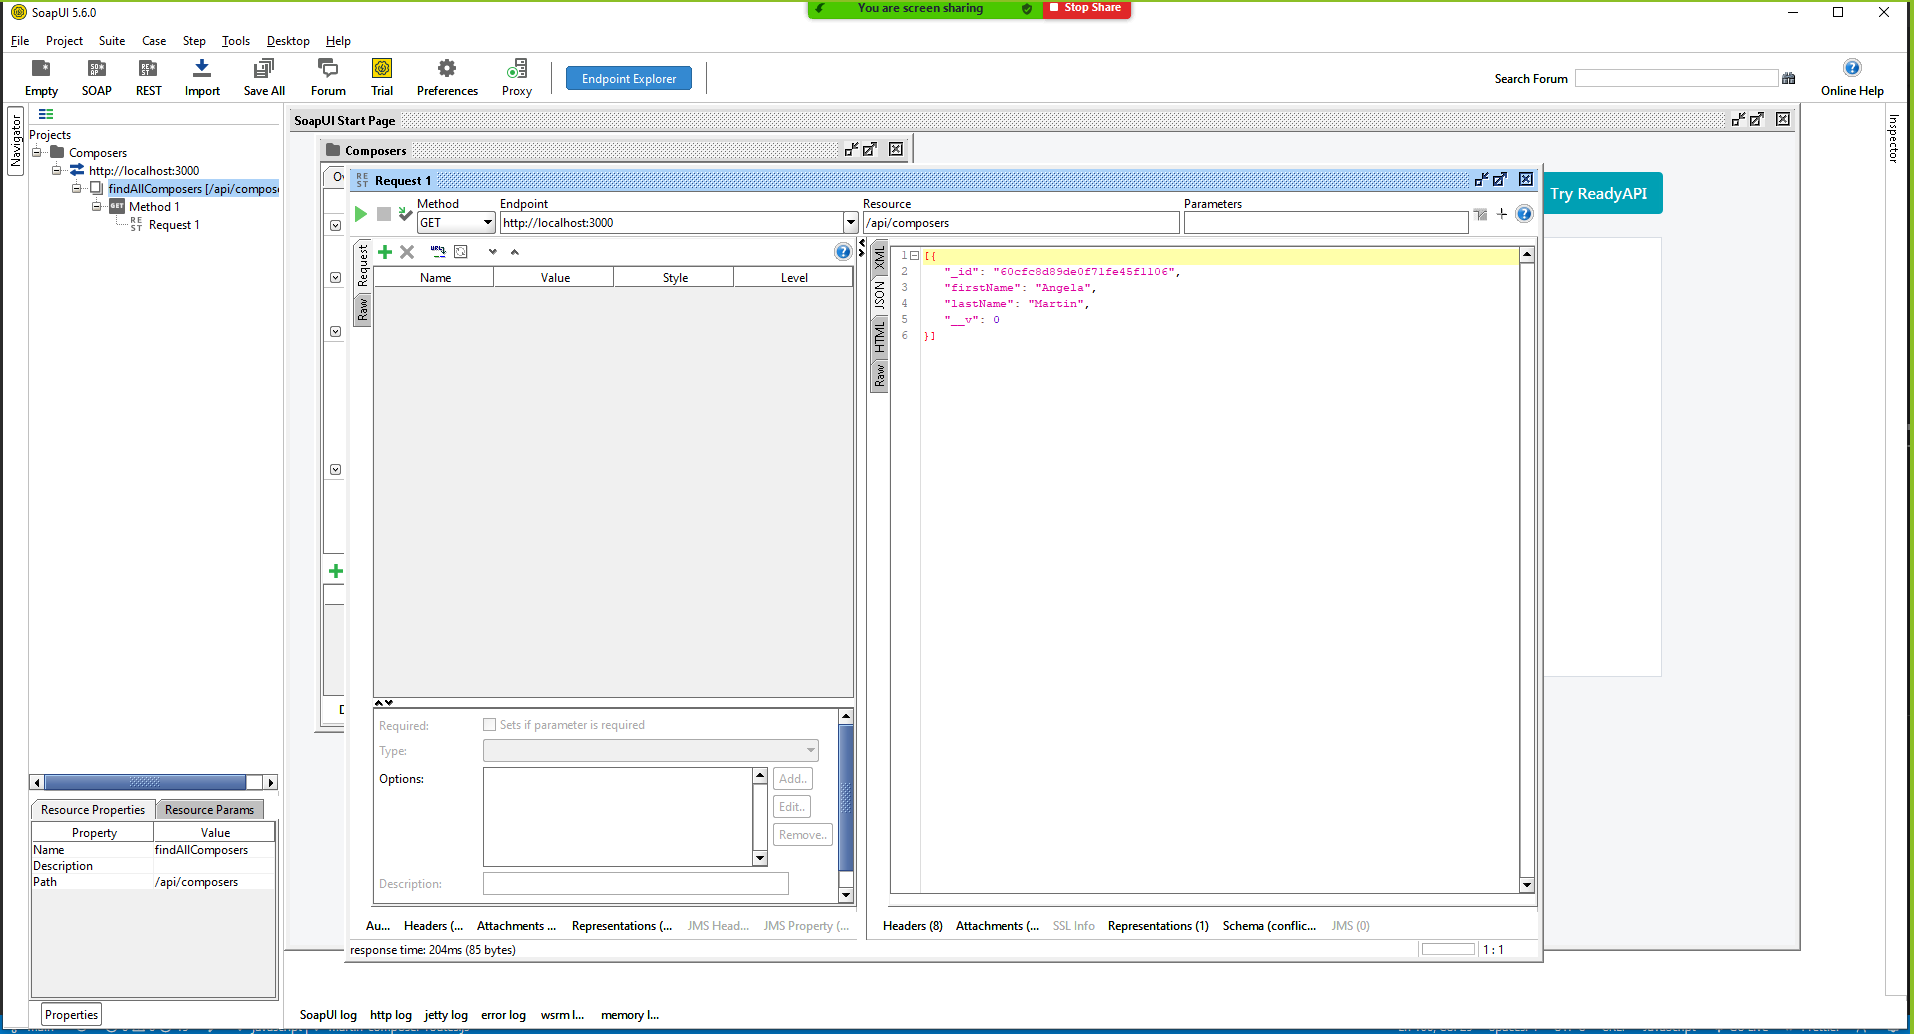 SoapUI 5.6.0
You are screen sharing
Stop Share
File Project Suite Case Step Tools Desktop Help
Empty SOAP REST Import Save All Forum Trial Preferences Proxy
Endpoint Explorer
Search Forum
Online Help
Navigator
Projects
Composers
http://localhost:3000
findAllComposers [/api/compose
GET Method 1
REST Request 1
SoapUI Start Page
Composers
REST Request 1
Method Endpoint Resource Parameters
GET http://localhost:3000 /api/composers
Try ReadyAPI
Inspector
Request
Raw
Name Value Style Level
XML
JSON
HTML
Raw
1 [{
2 "_id": "60cfc8d89de0f71fe45f1106",
3 "firstName": "Angela",
4 "lastName": "Martin",
5 "__v": 0
6 }]
Required: Sets if parameter is required
Type:
Options:
Add..
Edit..
Remove..
Description:
Au... Headers (... Attachments ... Representations (... JMS Head... JMS Property (...
Headers (8) Attachments (... SSL Info Representations (1) Schema (conflic... JMS (0)
response time: 204ms (85 bytes)
1 : 1
Resource Properties Resource Params
Property Value
Name findAllComposers
Description
Path /api/composers
Properties
SoapUI log http log jetty log error log wsrm l... memory l...